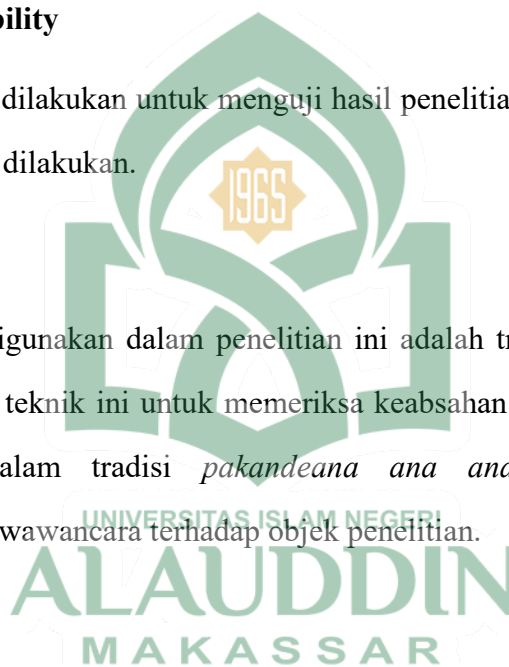 bility
dilakukan untuk menguji hasil penelitia
dilakukan.
1965
igunakan dalam penelitian ini adalah tr
teknik ini untuk memeriksa keabsahan
alam tradisi pakandeana ana ana
UNIVERSITAS ISLAM NEGERI
wawancara terhadap objek penelitian.
ALAUDDIN
MAKASSAR